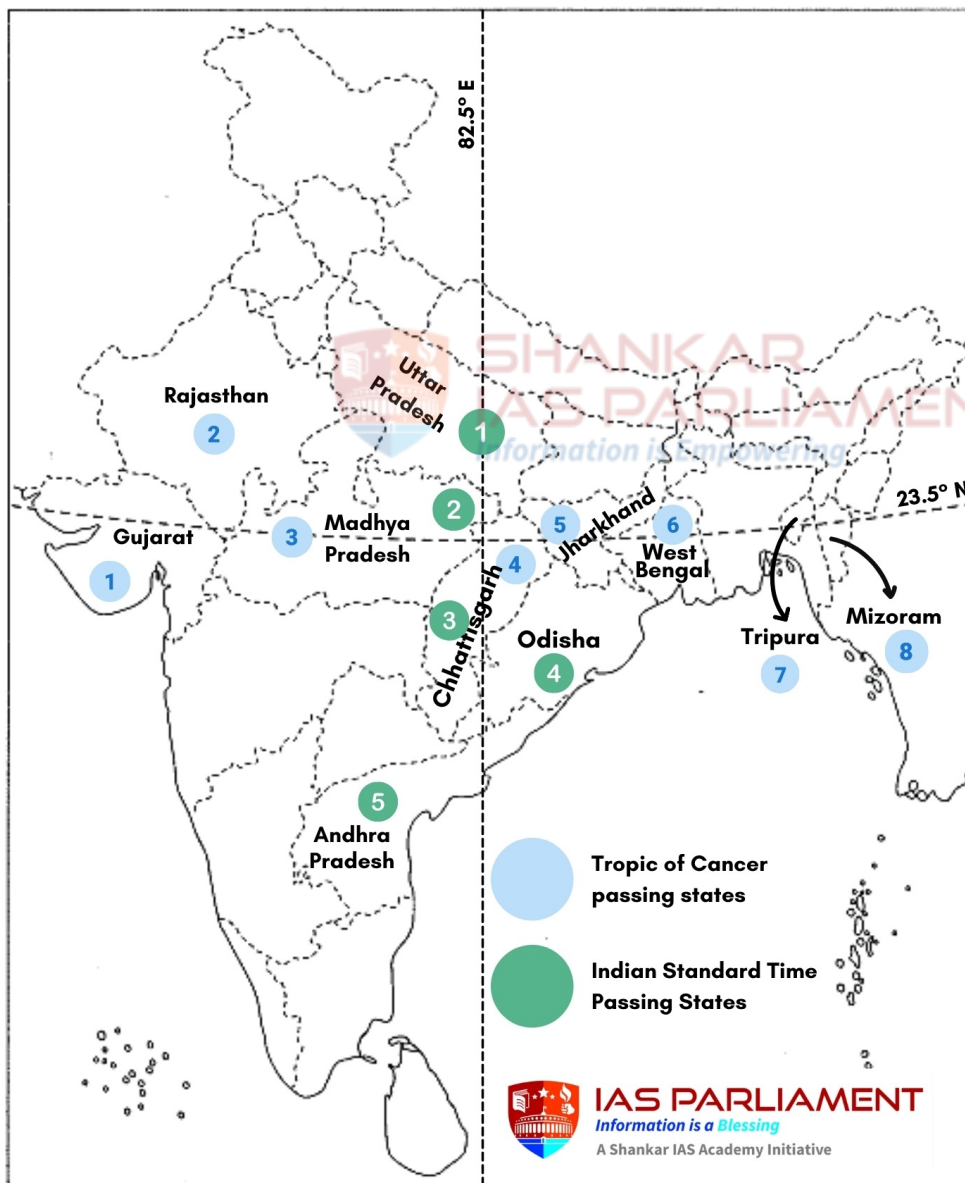 82.5° E
SHANKAR
IAS PARLIAMEN
Information is Empowering
Uttar
Pradesh
1
Rajasthan
2
23.5° N
2
Gujarat
1
3
Madhya
Pradesh
4
5
Jharkhand
6
West
Bengal
3
Chhattisgarh
Odisha
4
Tripura
7
Mizoram
8
5
Andhra
Pradesh
Tropic of Cancer
passing states
Indian Standard Time
Passing States
IAS PARLIAMENT
Information is a Blessing
A Shankar IAS Academy Initiative